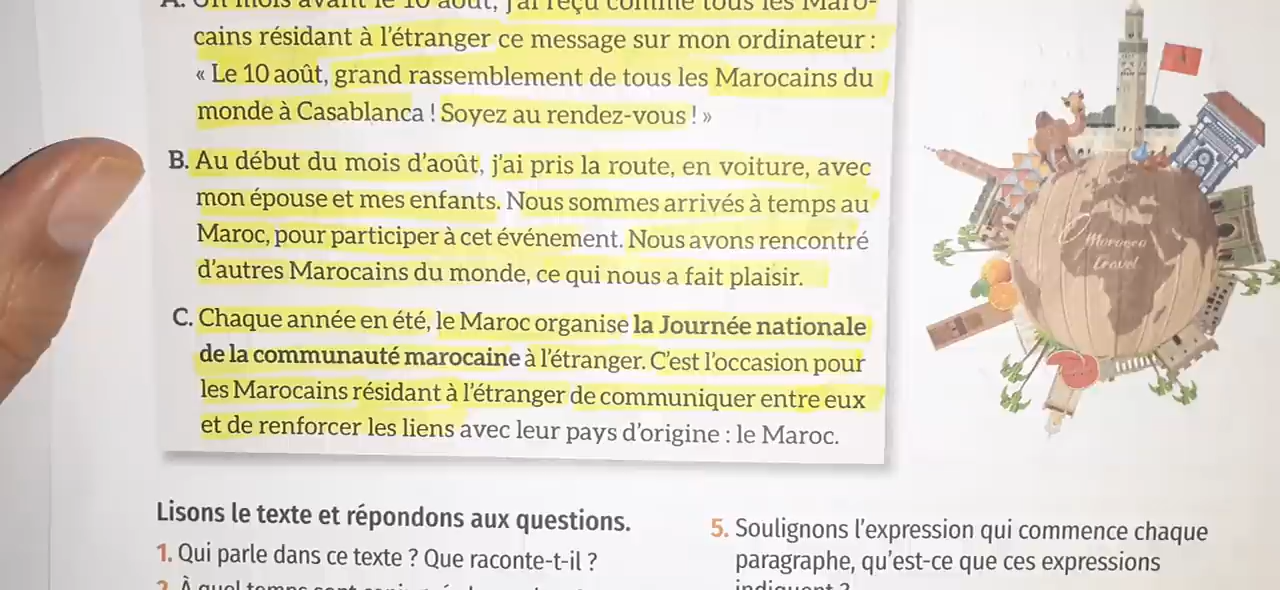 A. Un mois avant le 10 août, j'ai reçu comme tous les Maro-
cains résidant à l'étranger ce message sur mon ordinateur :
« Le 10 août, grand rassemblement de tous les Marocains du
monde à Casablanca ! Soyez au rendez-vous ! »
B. Au début du mois d'août, j'ai pris la route, en voiture, avec
mon épouse et mes enfants. Nous sommes arrivés à temps au
Maroc, pour participer à cet événement. Nous avons rencontré
d'autres Marocains du monde, ce qui nous a fait plaisir.
C. Chaque année en été, le Maroc organise la Journée nationale
de la communauté marocaine à l'étranger. C'est l'occasion pour
les Marocains résidant à l'étranger de communiquer entre eux
et de renforcer les liens avec leur pays d'origine : le Maroc.
Morocco
travel
Lisons le texte et répondons aux questions.
1. Qui parle dans ce texte ? Que raconte-t-il ?
2. À quel temps sont
5. Soulignons l'expression qui commence chaque
paragraphe, qu'est-ce que ces expressions
indiquent ?